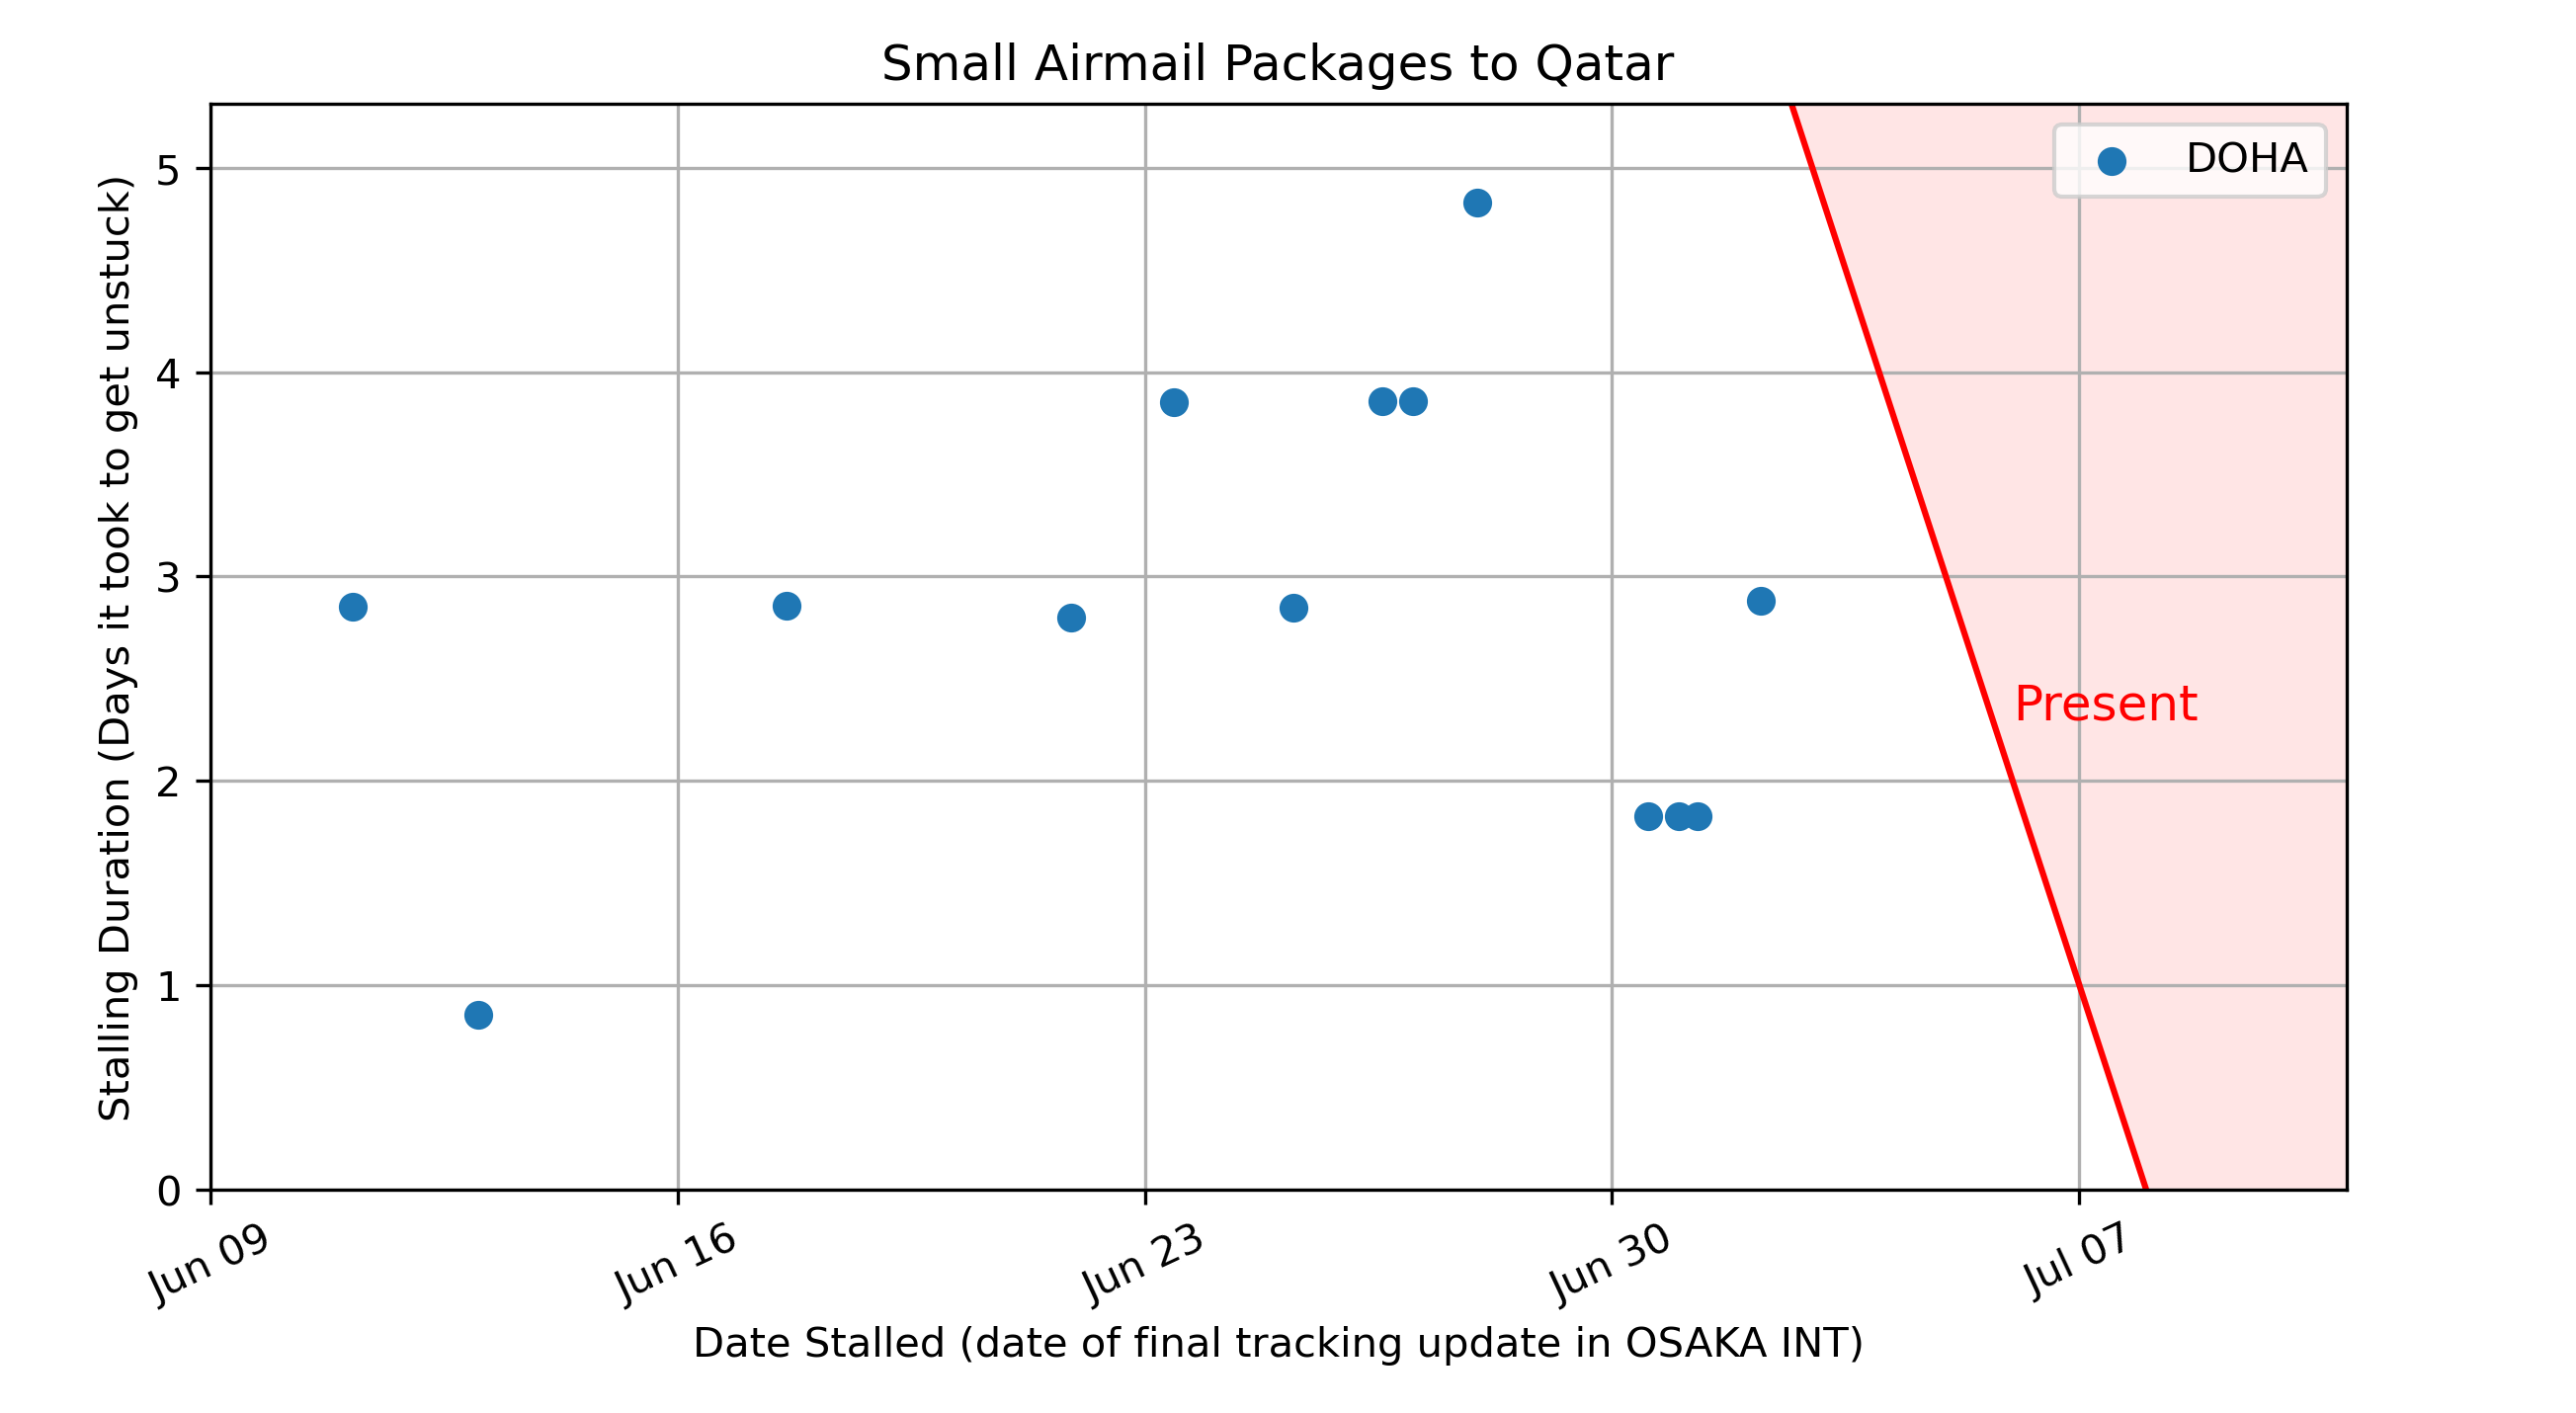 Small Airmail Packages to Qatar
DOHA
Present
Stalling Duration (Days it took to get unstuck)
5
4
3
2
1
0
Jun 09
Jun 16
Jun 23
Jun 30
Jul 07
Date Stalled (date of final tracking update in OSAKA INT)